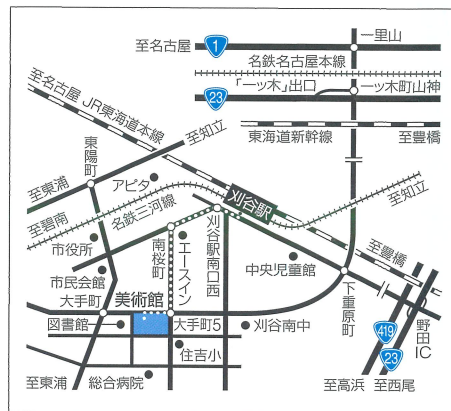 1
一里山
至名古屋
名鉄名古屋本線
23
「一ッ木」出口
一ッ木町山神
至名古屋 JR東海道本線
東海道新幹線
至豊橋
至知立
東陽町
アピタ
刈谷駅
至知立
至東浦
至碧南
名鉄三河線
刈谷駅南口西
市役所
南桜町
エースイン
中央児童館
至豊橋
市民会館
大手町
美術館
下重原町
図書館
大手町5
刈谷南中
419
野田IC
住吉小
23
至東浦
総合病院
至高浜
至西尾